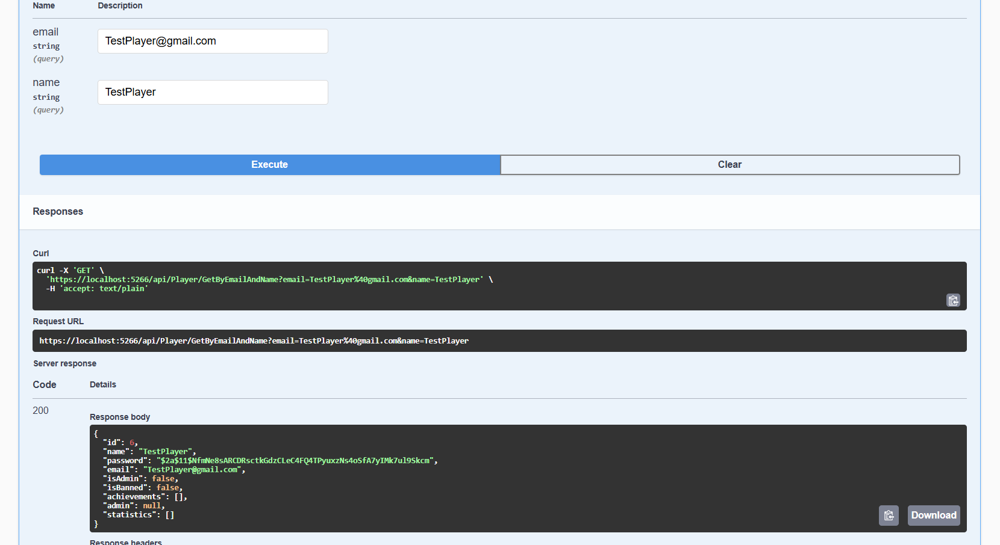 Name Description
email
string
(query)
TestPlayer@gmail.com
name
string
(query)
TestPlayer
Execute Clear
Responses
Curl
curl -X 'GET' \
'https://localhost:5266/api/Player/GetByEmailAndName?email=TestPlayer%40gmail.com&name=TestPlayer' \
-H 'accept: text/plain'
Request URL
https://localhost:5266/api/Player/GetByEmailAndName?email=TestPlayer%40gmail.com&name=TestPlayer
Server response
Code Details
200
Response body
{
"id": 6,
"name": "TestPlayer",
"password": "$2a$11$NfmNe8sARCDRsctkGdzCLeC4FQ4TPyuxzNs4oSfA7yIMk7ul9Skcm",
"email": "TestPlayer@gmail.com",
"isAdmin": false,
"isBanned": false,
"achievements": [],
"admin": null,
"statistics": []
}
Download
Response headers